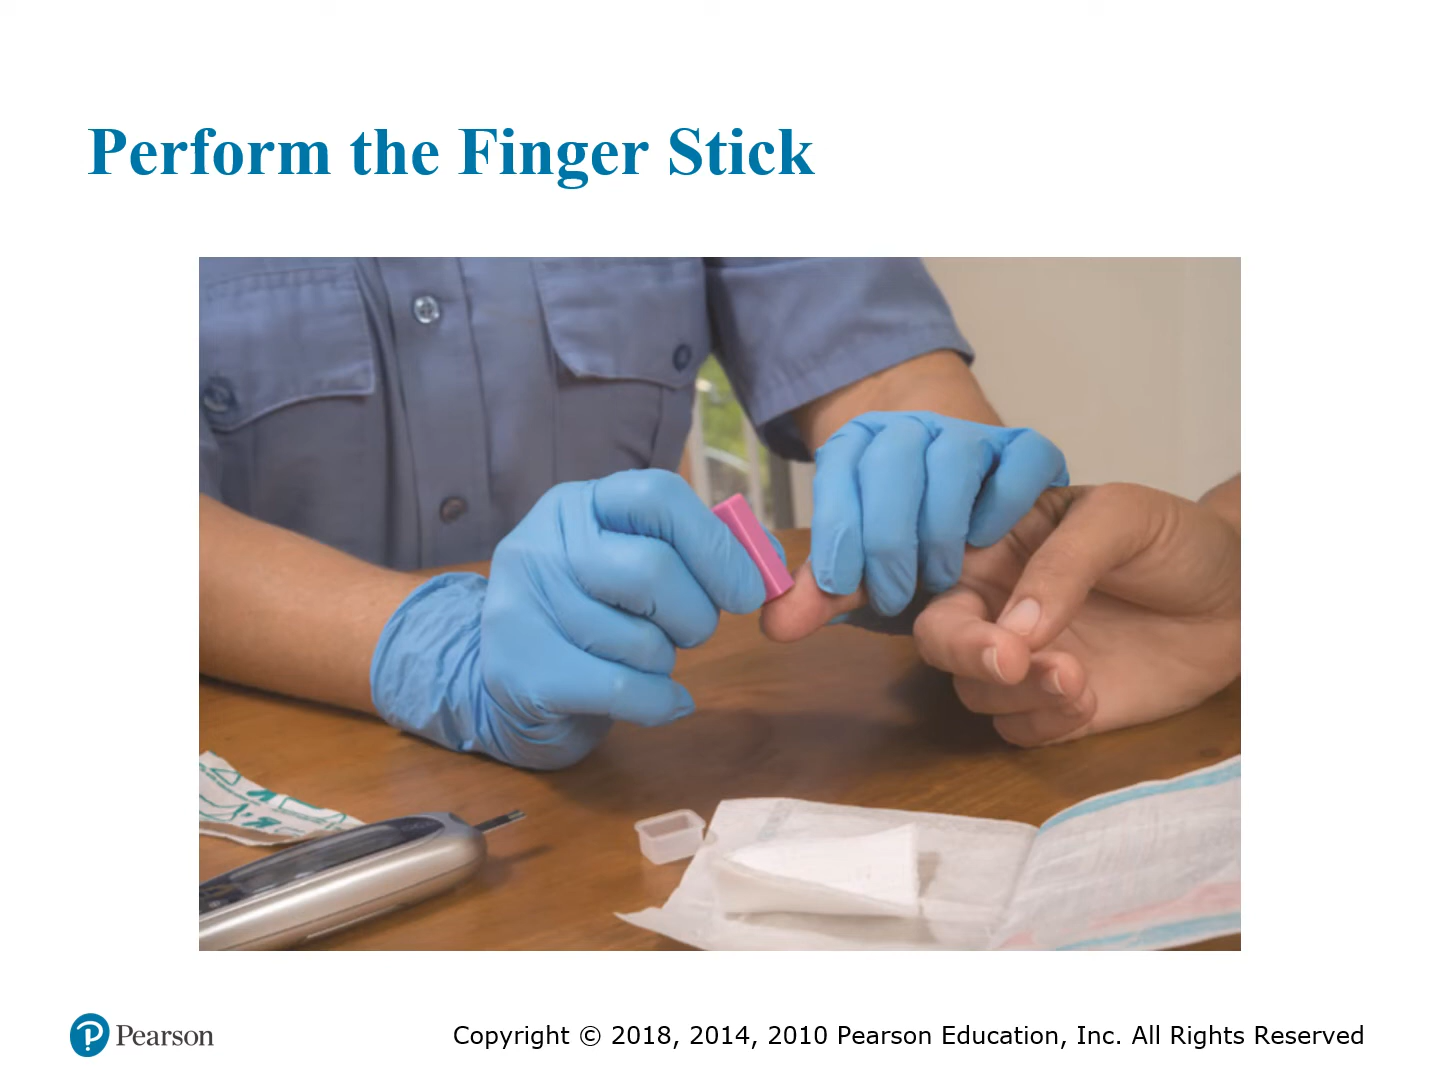 Perform the Finger Stick
Pearson
Copyright © 2018, 2014, 2010 Pearson Education, Inc. All Rights Reserved